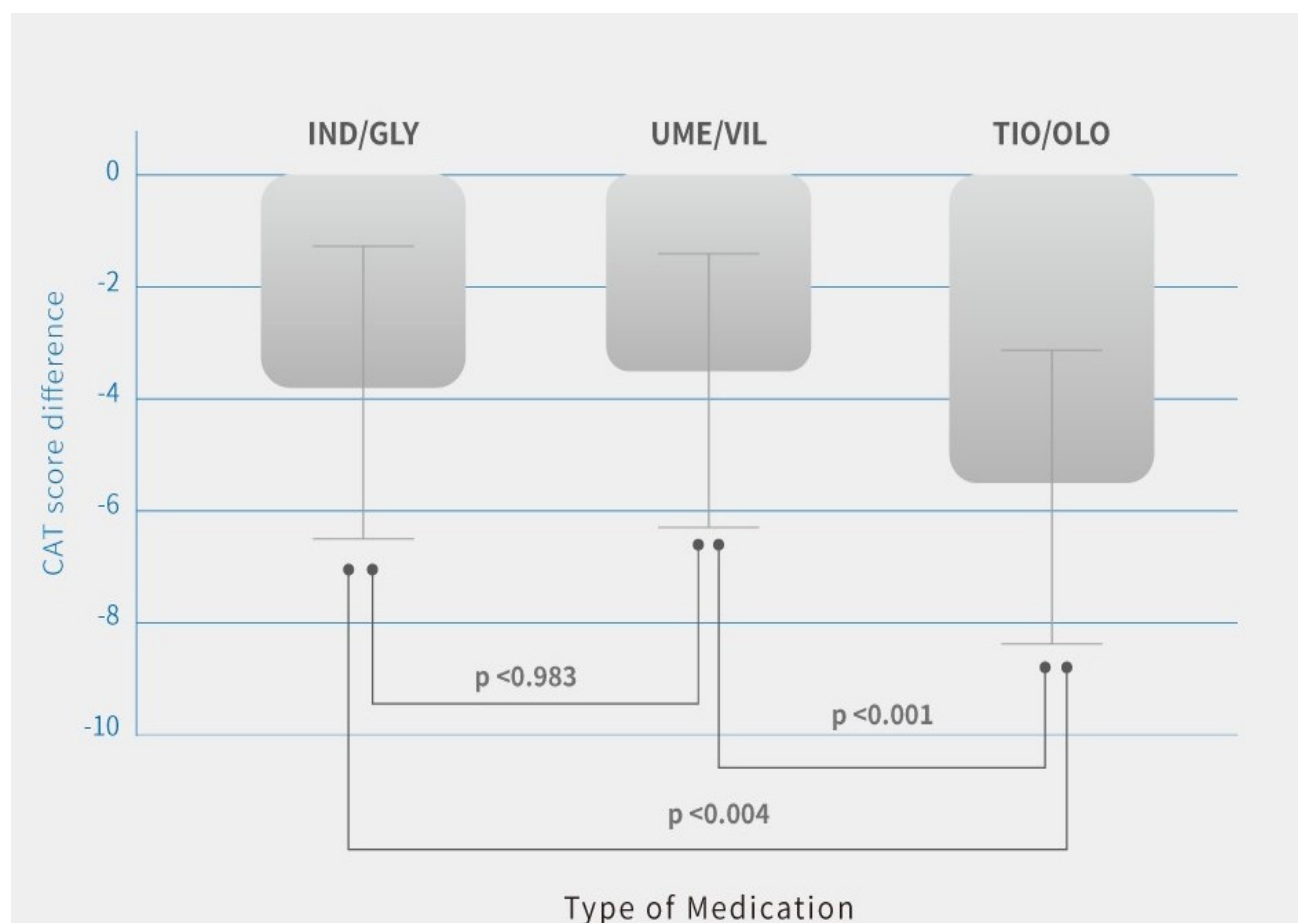 IND/GLY UME/VIL TIO/OLO
0
-2
-4
-6
-8
-10
CAT score difference
p <0.983
p <0.001
p <0.004
Type of Medication